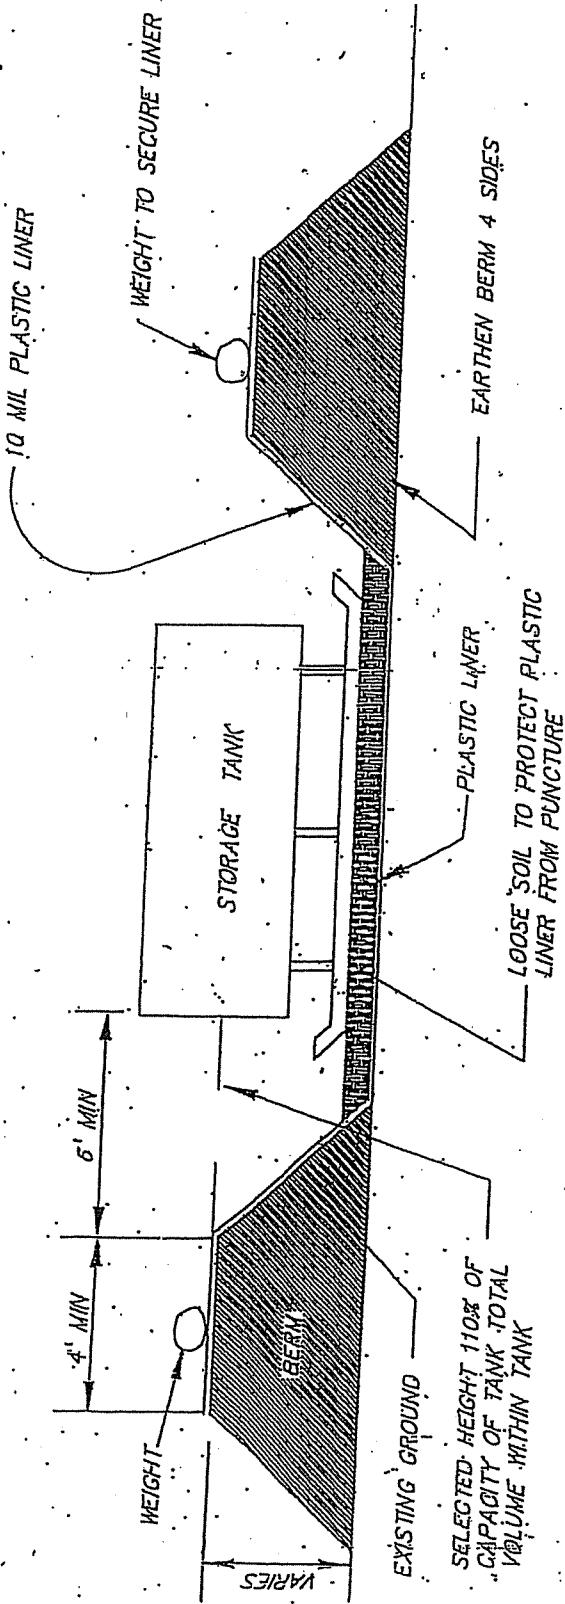 10 MIL PLASTIC LINER
WEIGHT TO SECURE LINER
6' MIN
4' MIN
WEIGHT
STORAGE TANK
BERM
VARIES
EXISTING GROUND
SELECTED HEIGHT 110% OF
CAPACITY OF TANK TOTAL
VOLUME WITHIN TANK
LOOSE SOIL TO PROTECT PLASTIC
LINER FROM PUNCTURE
PLASTIC LINER
EARTHEN BERM 4 SIDES